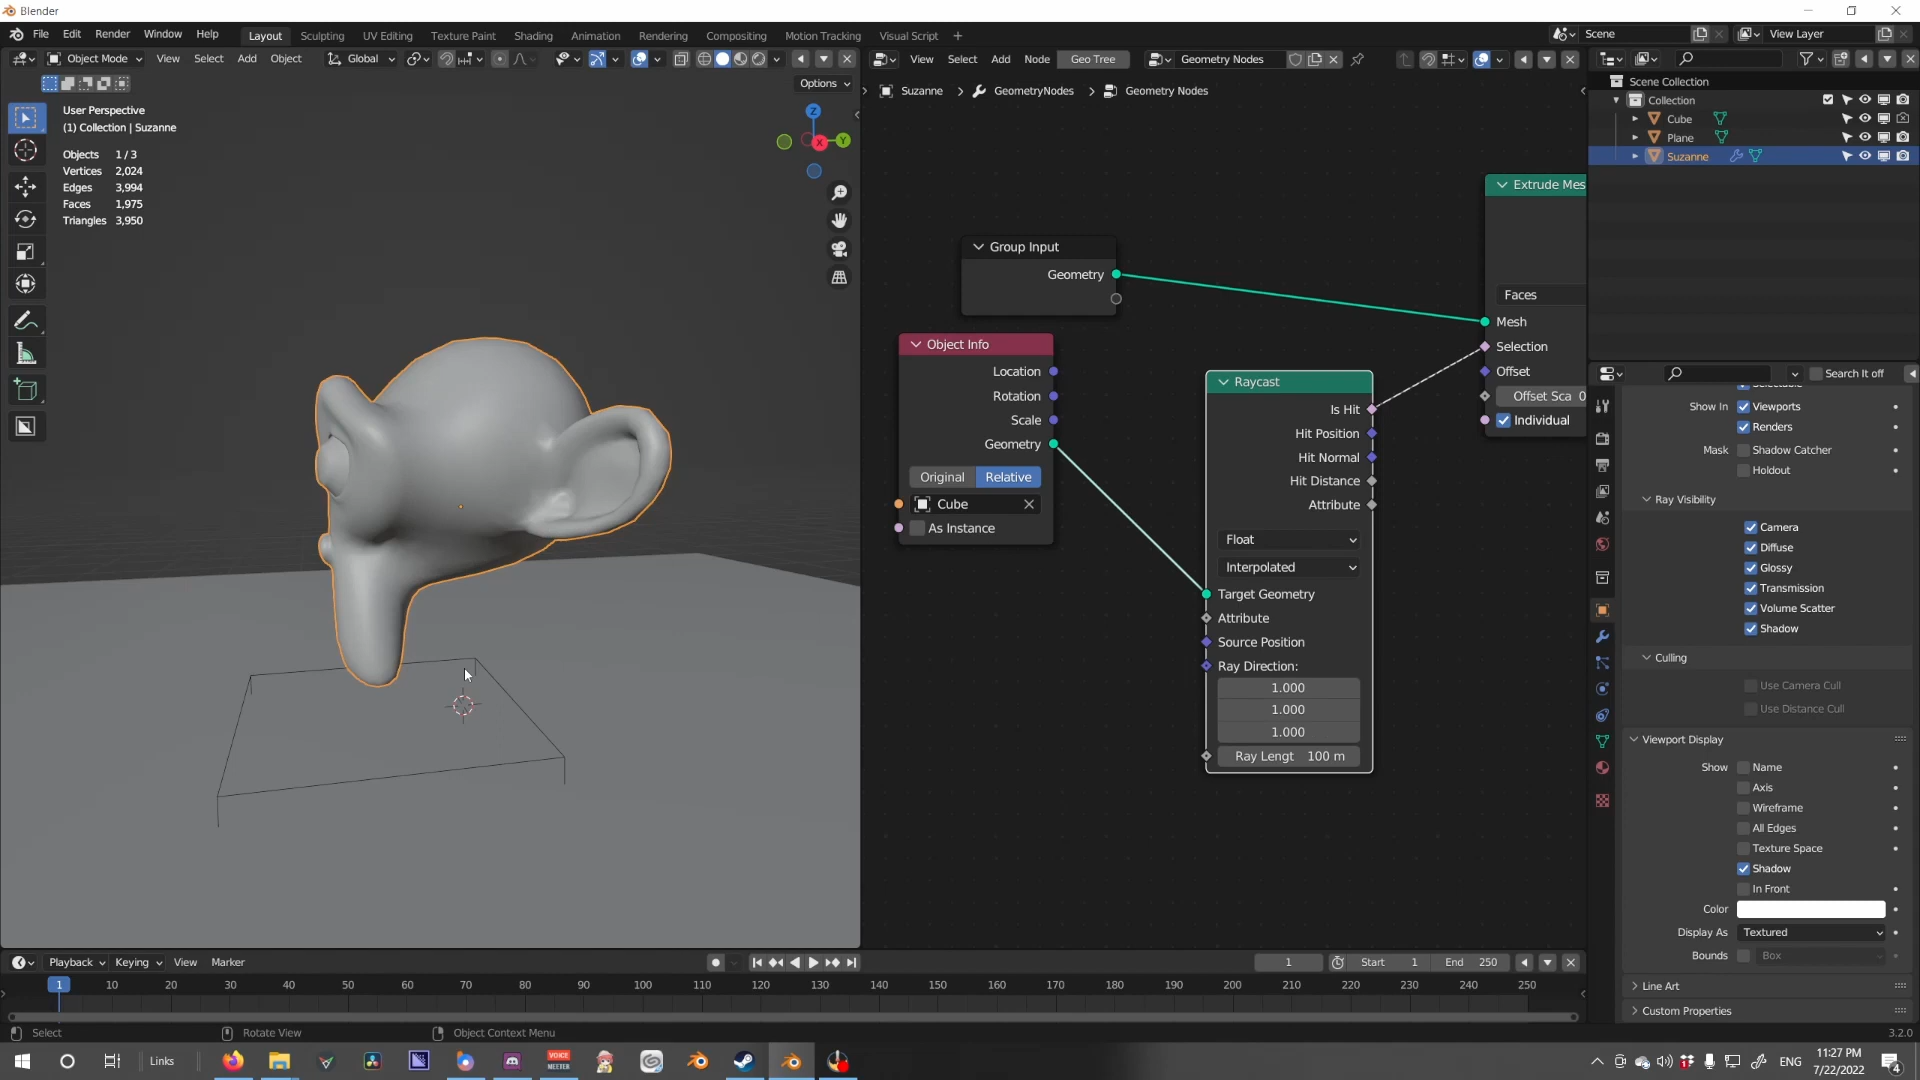 Blender
File Edit Render Window Help Layout Sculpting UV Editing Texture Paint Shading Animation Rendering Compositing Motion Tracking Visual Script + Scene View Layer
Object Mode View Select Add Object Global View Select Add Node Geo Tree Geometry Nodes
Options
Suzanne > GeometryNodes > Geometry Nodes
User Perspective
(1) Collection | Suzanne
Objects 1/3
Vertices 2,024
Edges 3,994
Faces 1,975
Triangles 3,950
Z
X
Y
Group Input
Geometry
Object Info
Location
Rotation
Scale
Geometry
Original Relative
Cube
As Instance
Raycast
Is Hit
Hit Position
Hit Normal
Hit Distance
Attribute
Float
Interpolated
Target Geometry
Attribute
Source Position
Ray Direction:
1.000
1.000
1.000
Ray Lengt 100 m
Extrude Mes
Faces
Mesh
Selection
Offset
Offset Sca 0
Individual
Scene Collection
Collection
Cube
Plane
Suzanne
Search It off
Show In Viewports
Renders
Mask Shadow Catcher
Holdout
Ray Visibility
Camera
Diffuse
Glossy
Transmission
Volume Scatter
Shadow
Culling
Use Camera Cull
Use Distance Cull
Viewport Display
Show Name
Axis
Wireframe
All Edges
Texture Space
Shadow
In Front
Color
Display As Textured
Bounds Box
Line Art
Custom Properties
Playback Keying View Marker 1 Start 1 End 250
1 10 20 30 40 50 60 70 80 90 100 110 120 130 140 150 160 170 180 190 200 210 220 230 240 250
Select Rotate View Object Context Menu 3.2.0
Links VOICE MEETER ENG 11:27 PM
7/22/2022
4